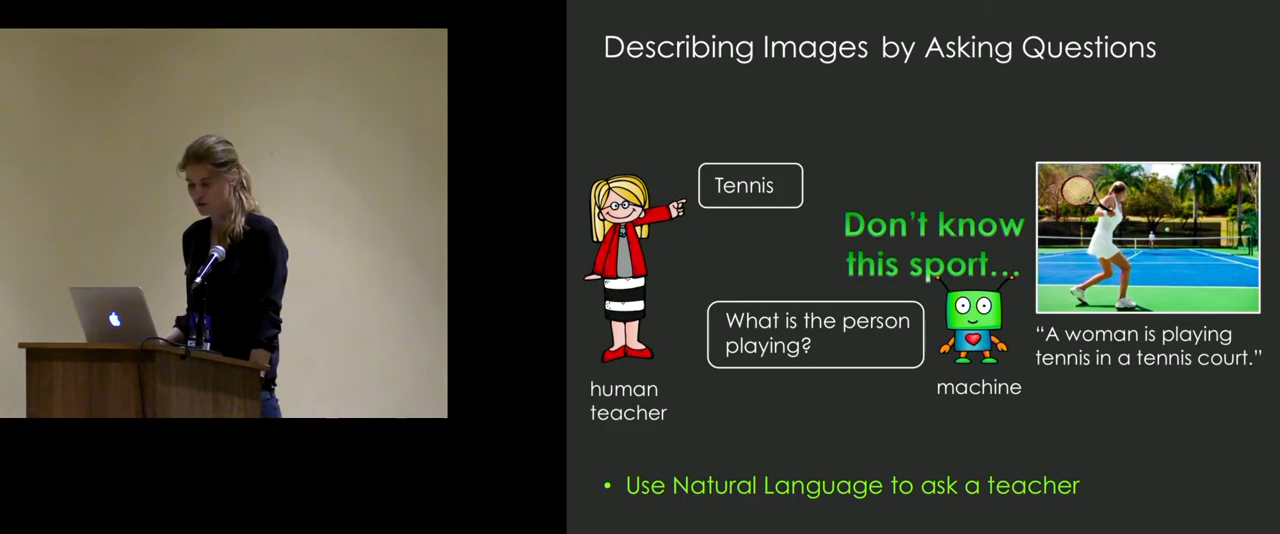 Describing Images by Asking Questions
Tennis
Don't know
this sport...
What is the person
playing?
"A woman is playing
tennis in a tennis court."
human
teacher
machine
• Use Natural Language to ask a teacher